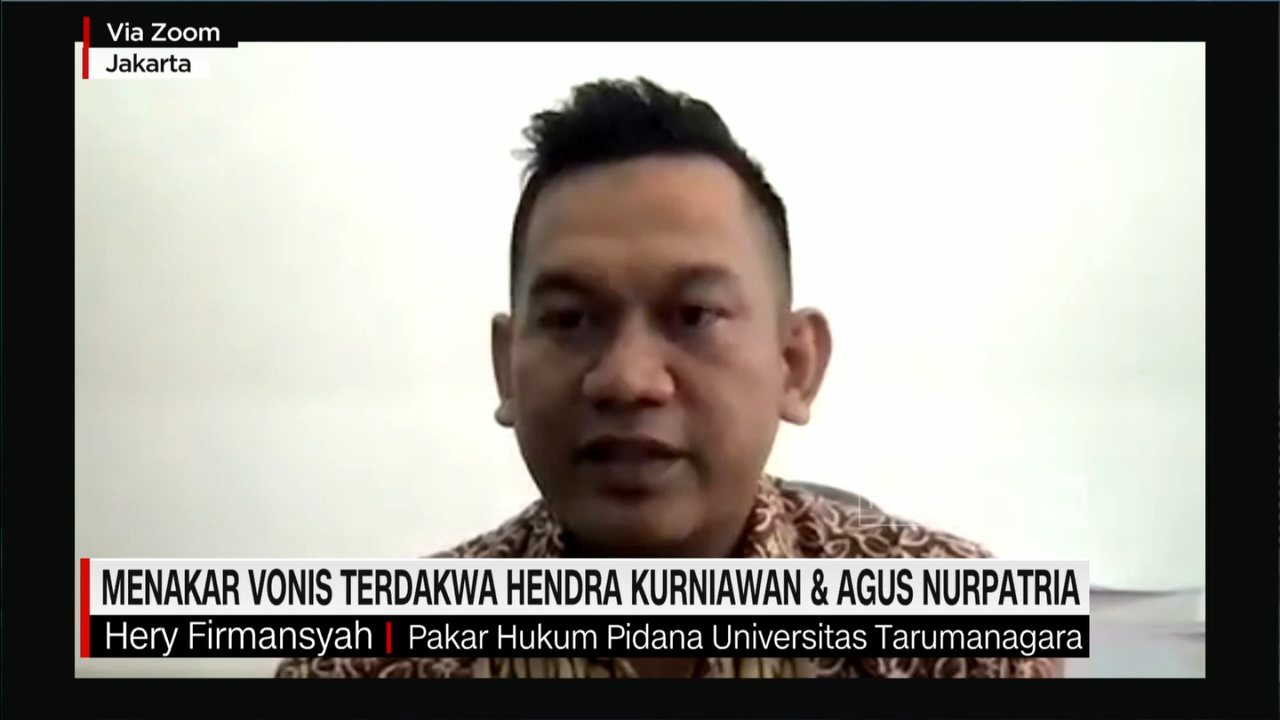 Via Zoom
Jakarta
MENAKAR VONIS TERDAKWA HENDRA KURNIAWAN & AGUS NURPATRIA
Hery Firmansyah | Pakar Hukum Pidana Universitas Tarumanagara